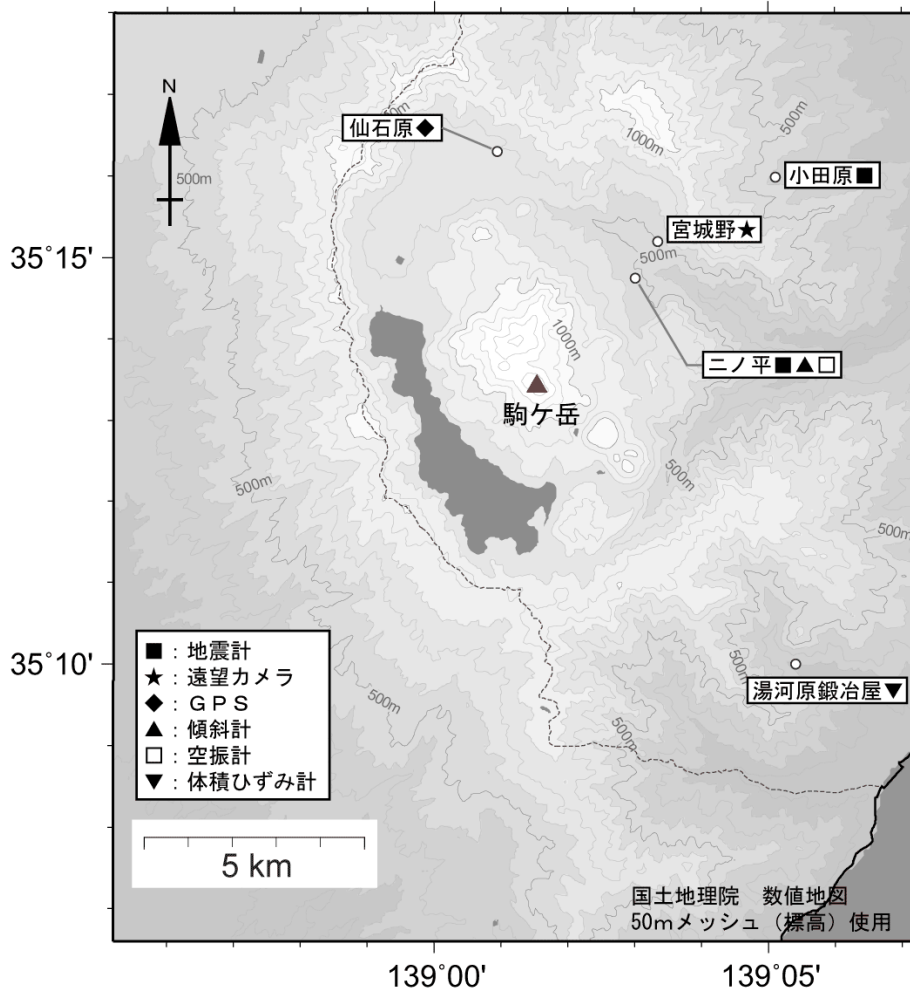 N
仙石原◆
1000m
500m
小田原■
500m
宮城野★
500m
35°15'
1000m
二ノ平■▲□
駒ケ岳
500m
500m
500m
35°10'
500m
湯河原鍛冶屋▼
500m
500m
■：地震計
★：遠望カメラ
◆：ＧＰＳ
▲：傾斜計
□：空振計
▼：体積ひずみ計
5 km
国土地理院　数値地図
50mメッシュ（標高）使用
139°00'
139°05'